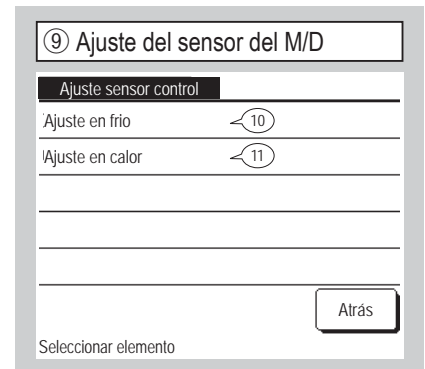 ⑨ Ajuste del sensor del M/D
Ajuste sensor control
Ajuste en frio 10
Ajuste en calor 11
Atrás
Seleccionar elemento